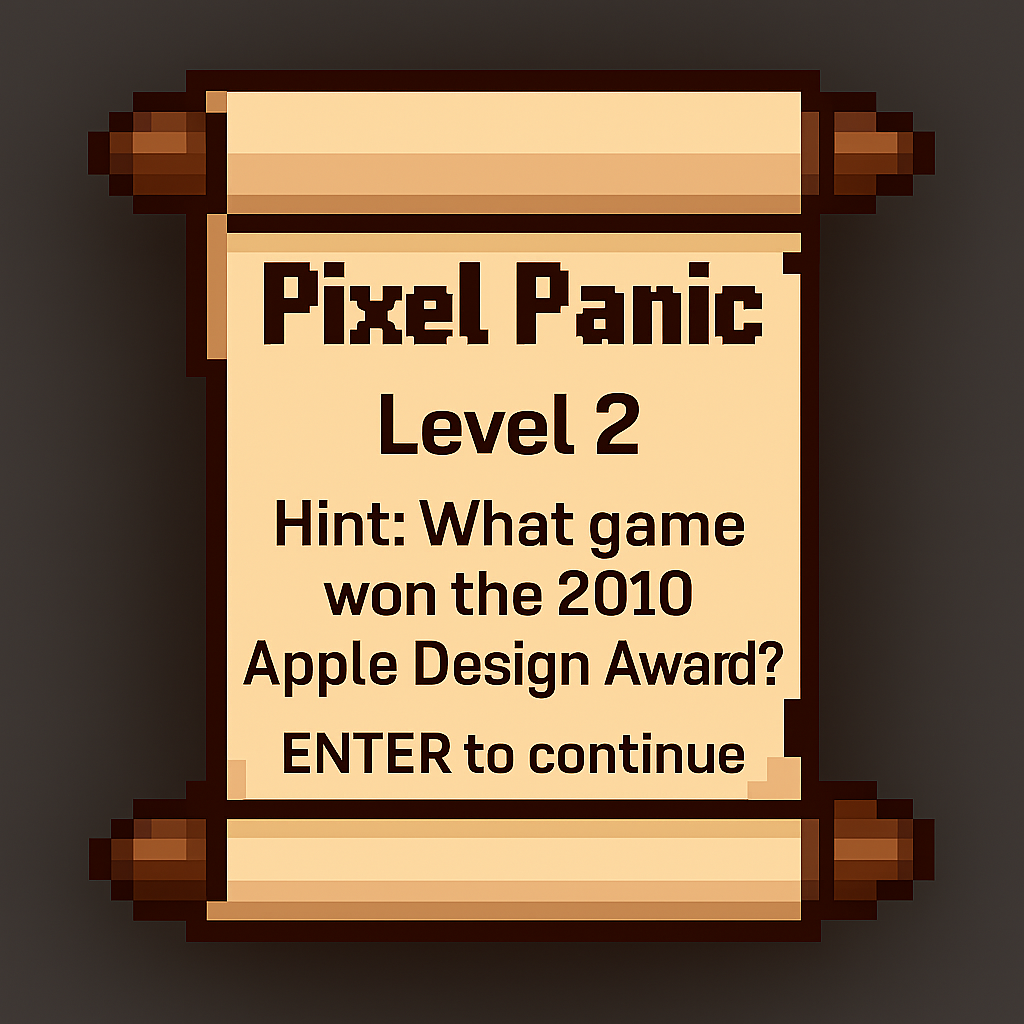 Pixel Panic
Level 2
Hint: What game
won the 2010
Apple Design Award?
ENTER to continue